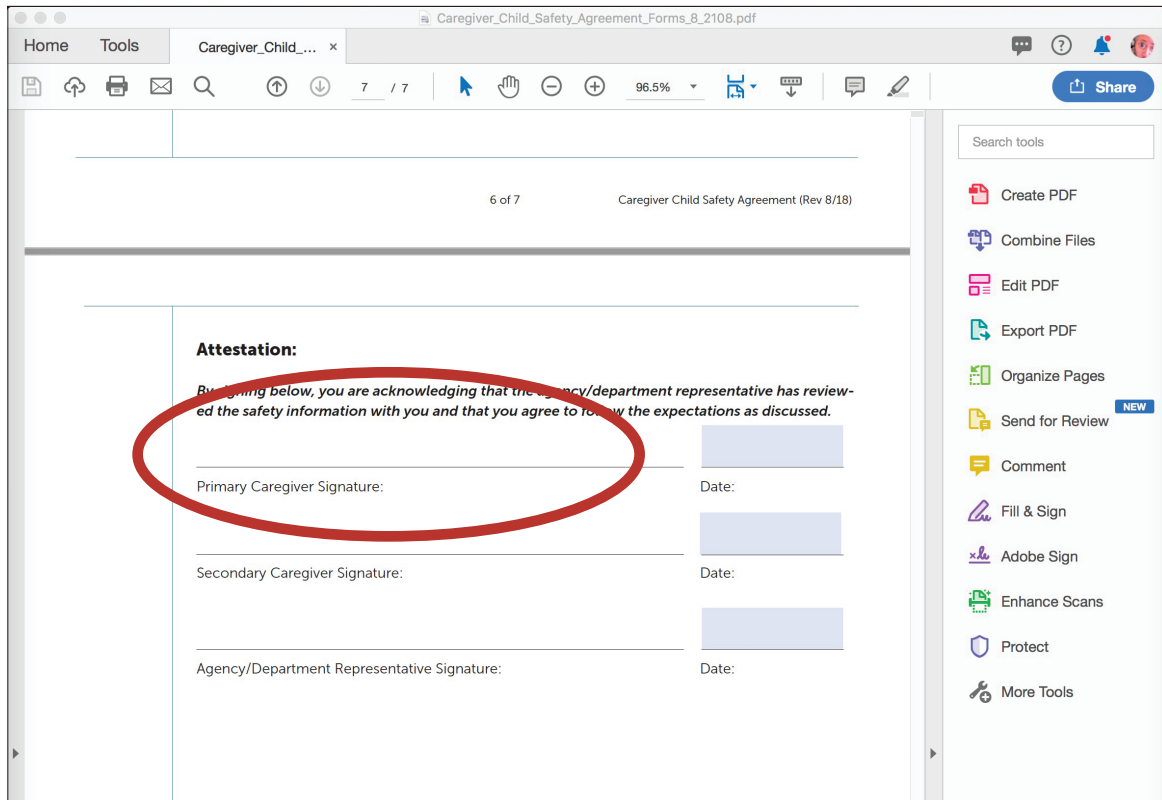 Caregiver_Child_Safety_Agreement_Forms_8_2108.pdf
Home Tools Caregiver_Child_... ×
7 / 7 96.5% Share
Search tools
6 of 7 Caregiver Child Safety Agreement (Rev 8/18)
Create PDF
Combine Files
Edit PDF
Export PDF
Organize Pages
Send for Review NEW
Comment
Fill & Sign
Adobe Sign
Enhance Scans
Protect
More Tools
Attestation:
By signing below, you are acknowledging that the agency/department representative has review-
ed the safety information with you and that you agree to follow the expectations as discussed.
Primary Caregiver Signature: Date:
Secondary Caregiver Signature: Date:
Agency/Department Representative Signature: Date: